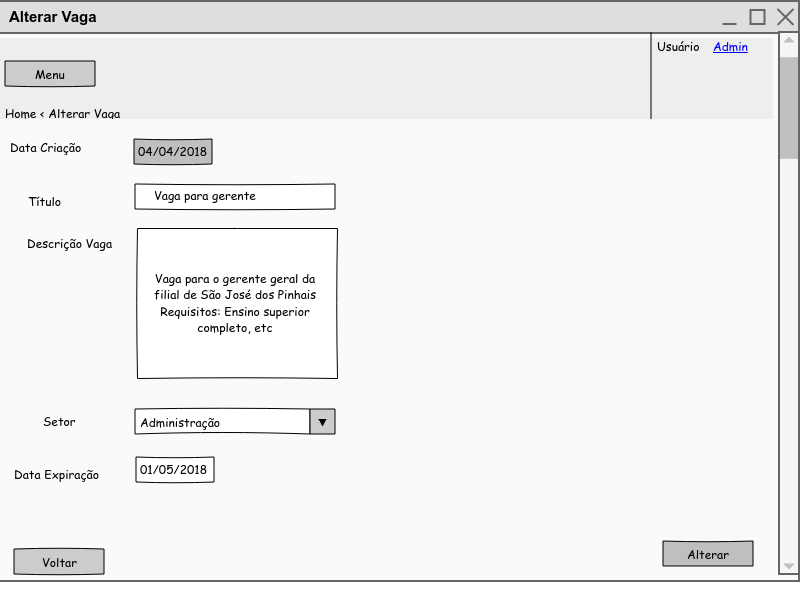 Alterar Vaga
Usuário Admin
Menu
Home < Alterar Vaga
Data Criação 04/04/2018
Título Vaga para gerente
Descrição Vaga
Vaga para o gerente geral da
filial de São José dos Pinhais
Requisitos: Ensino superior
completo, etc
Setor Administração
Data Expiração 01/05/2018
Voltar Alterar